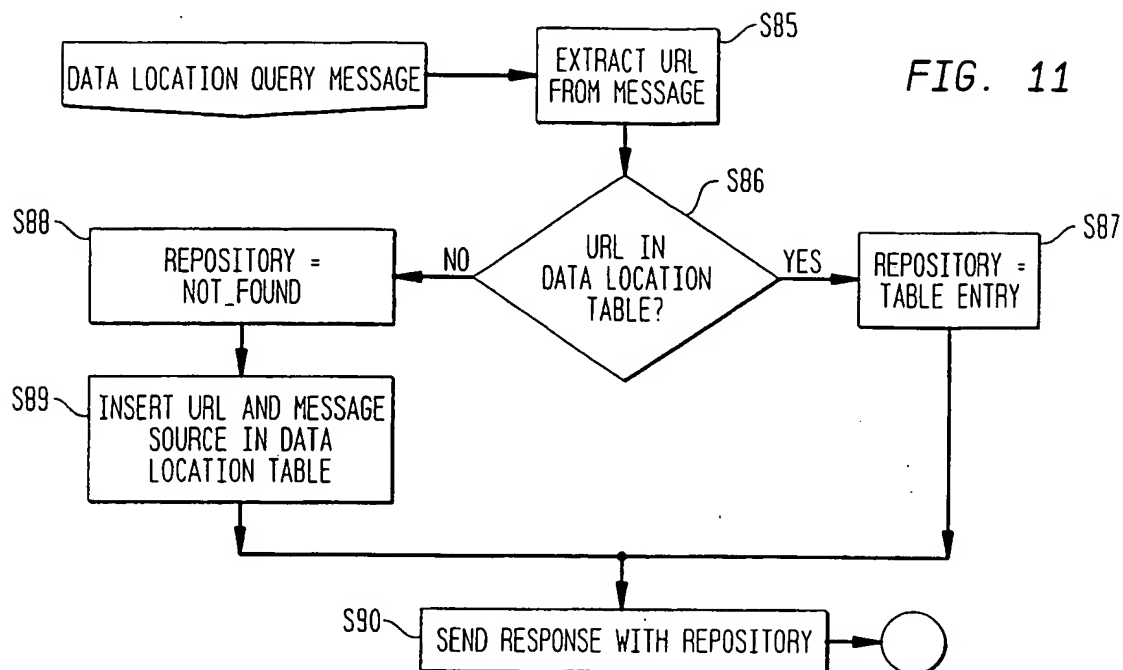 S85
DATA LOCATION QUERY MESSAGE
EXTRACT URL
FROM MESSAGE
FIG. 11
S86
S88
S87
REPOSITORY =
NOT_FOUND
NO
URL IN
DATA LOCATION
TABLE?
YES
REPOSITORY =
TABLE ENTRY
S89
INSERT URL AND MESSAGE
SOURCE IN DATA
LOCATION TABLE
S90
SEND RESPONSE WITH REPOSITORY